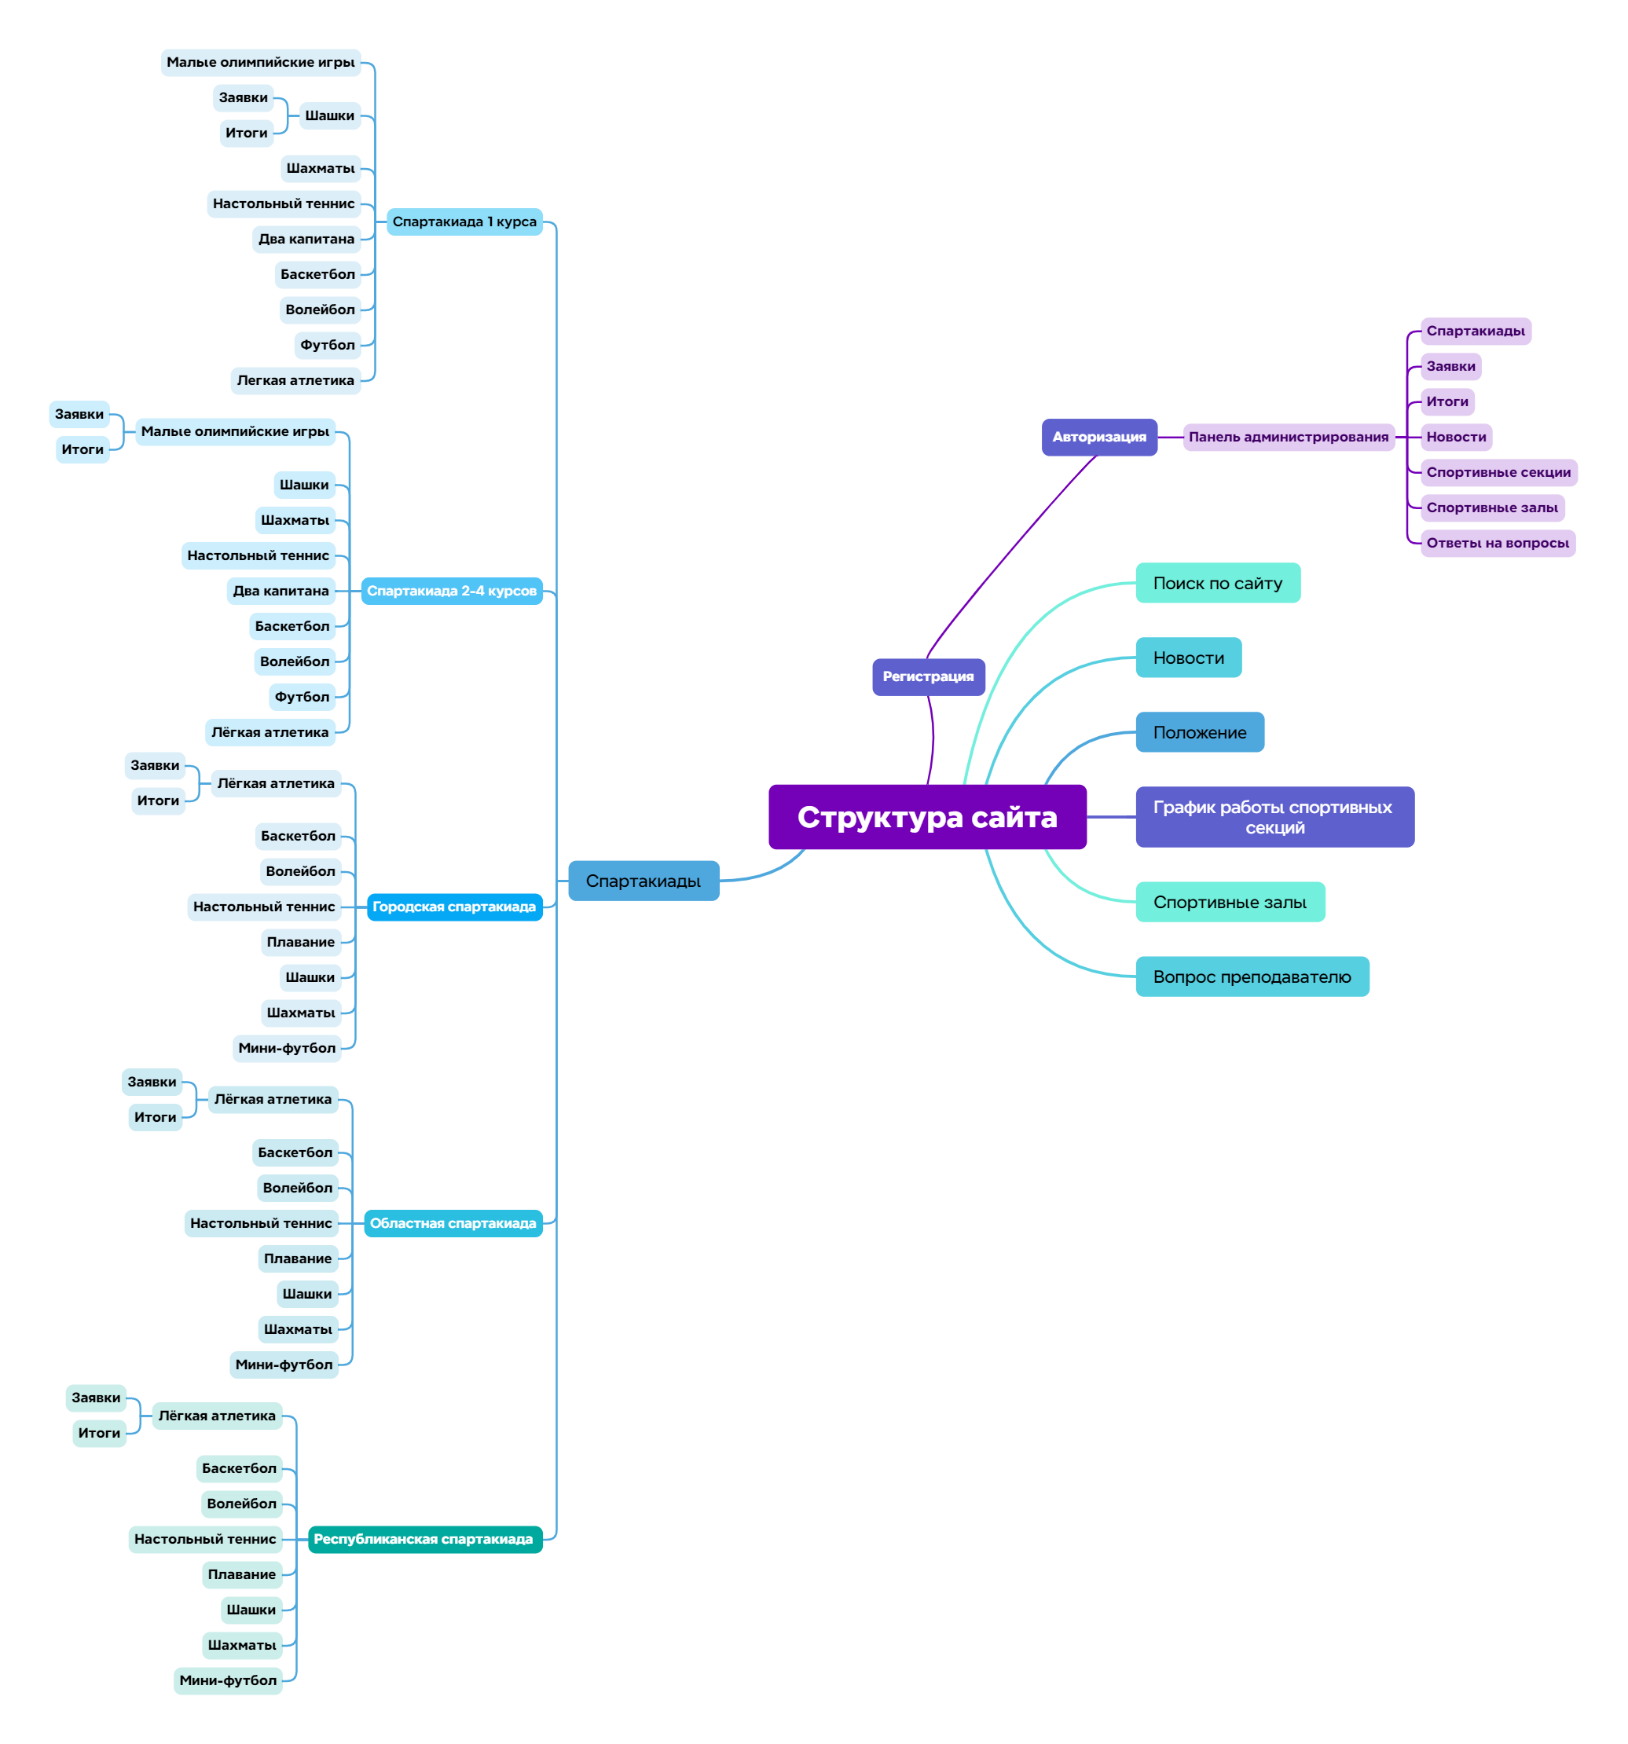 Малые олимпийские игры
Заявки
Шашки
Итоги
Шахматы
Настольный теннис
Спартакиада 1 курса
Два капитана
Баскетбол
Волейбол
Футбол
Легкая атлетика
Заявки
Малые олимпийские игры
Итоги
Шашки
Шахматы
Настольный теннис
Два капитана
Спартакиада 2-4 курсов
Баскетбол
Волейбол
Футбол
Лёгкая атлетика
Заявки
Лёгкая атлетика
Итоги
Баскетбол
Волейбол
Настольный теннис
Городская спартакиада
Плавание
Шашки
Шахматы
Мини-футбол
Заявки
Лёгкая атлетика
Итоги
Баскетбол
Волейбол
Настольный теннис
Областная спартакиада
Плавание
Шашки
Шахматы
Мини-футбол
Заявки
Лёгкая атлетика
Итоги
Баскетбол
Волейбол
Настольный теннис
Республиканская спартакиада
Плавание
Шашки
Шахматы
Мини-футбол
Спартакиады
Структура сайта
Регистрация
Авторизация
Панель администрирования
Спартакиады
Заявки
Итоги
Новости
Спортивные секции
Спортивные залы
Ответы на вопросы
Поиск по сайту
Новости
Положение
График работы спортивных
секций
Спортивные залы
Вопрос преподавателю